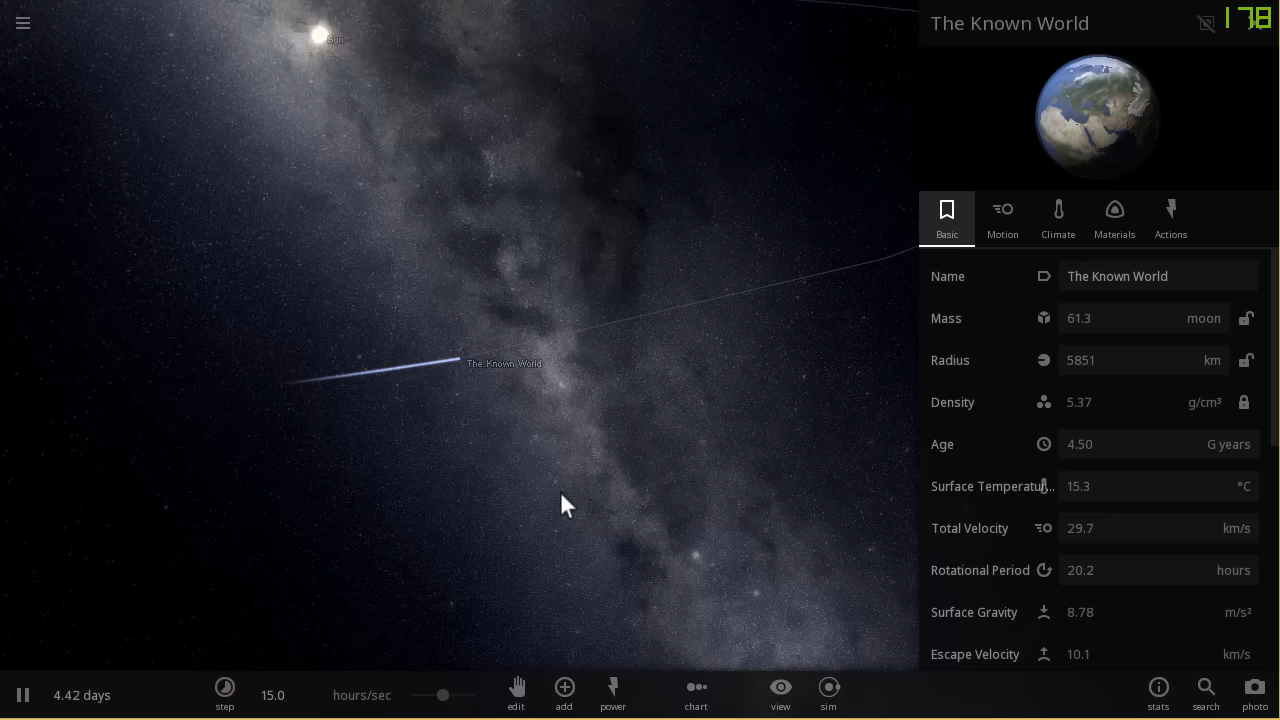 The Known World
178
Sun
The Known World
Basic
Motion
Climate
Materials
Actions
Name The Known World
Mass 61.3 moon
Radius 5851 km
Density 5.37 g/cm³
Age 4.50 G years
Surface Temperatur... 15.3 °C
Total Velocity 29.7 km/s
Rotational Period 20.2 hours
Surface Gravity 8.78 m/s²
Escape Velocity 10.1 km/s
4.42 days
step
15.0 hours/sec
edit
add
power
chart
view
sim
stats
search
photo